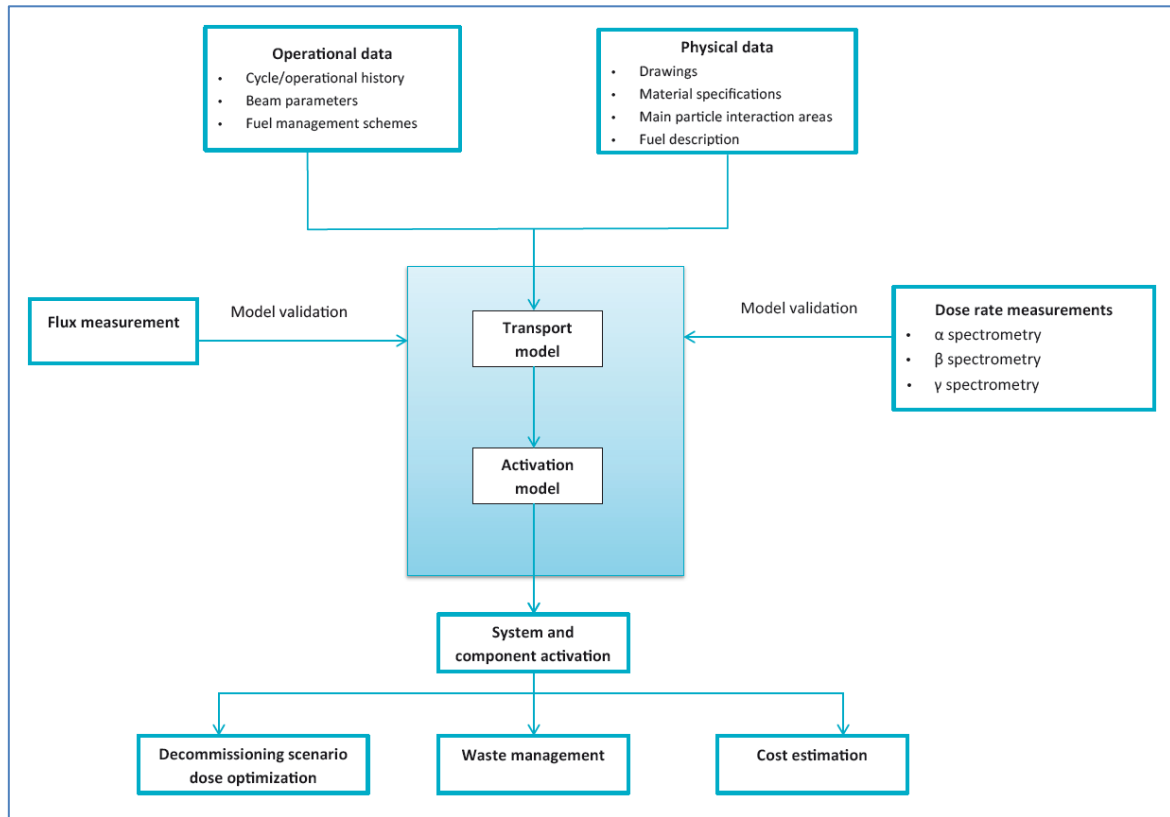 Operational data
• Cycle/operational history
• Beam parameters
• Fuel management schemes
Physical data
• Drawings
• Material specifications
• Main particle interaction areas
• Fuel description
Flux measurement
Model validation
Transport
model
Model validation
Dose rate measurements
• α spectrometry
• β spectrometry
• γ spectrometry
Activation
model
System and
component activation
Decommissioning scenario
dose optimization
Waste management
Cost estimation